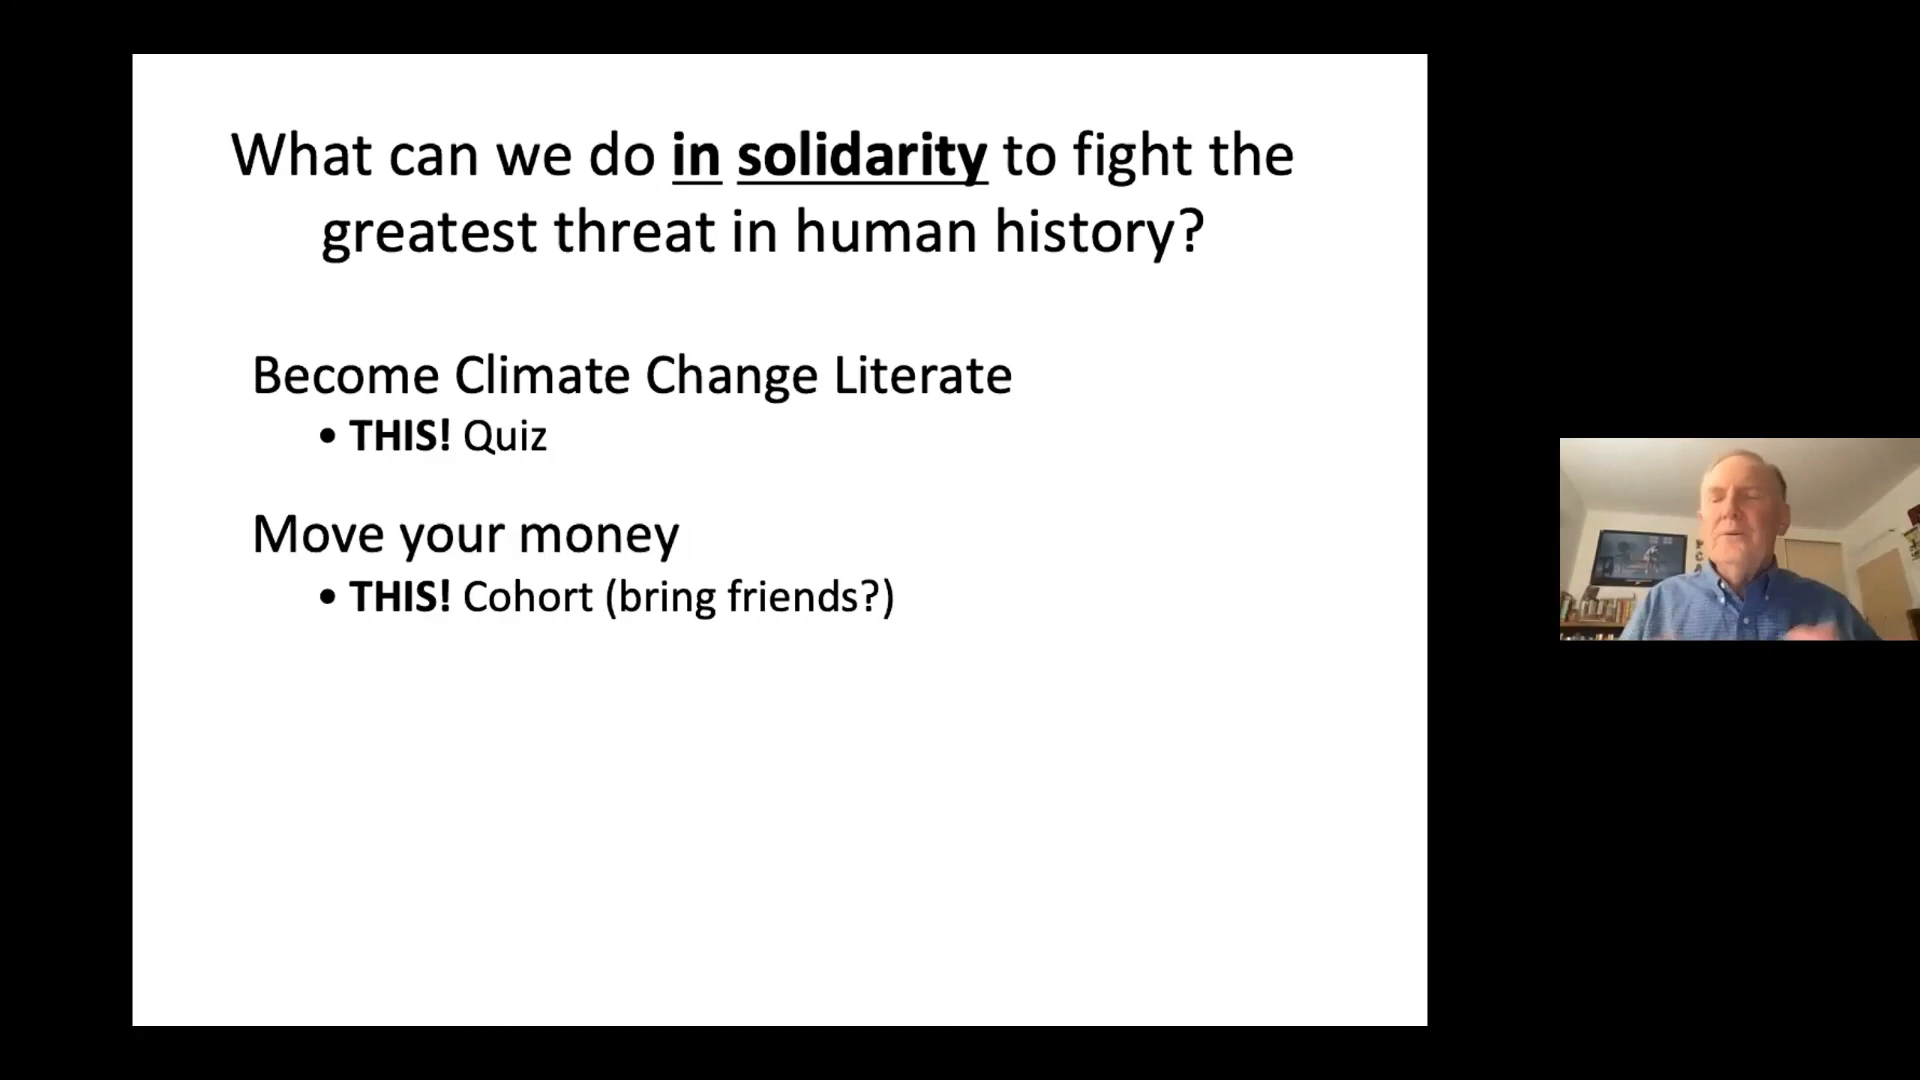 What can we do in solidarity to fight the
greatest threat in human history?
Become Climate Change Literate
• THIS! Quiz
Move your money
• THIS! Cohort (bring friends?)